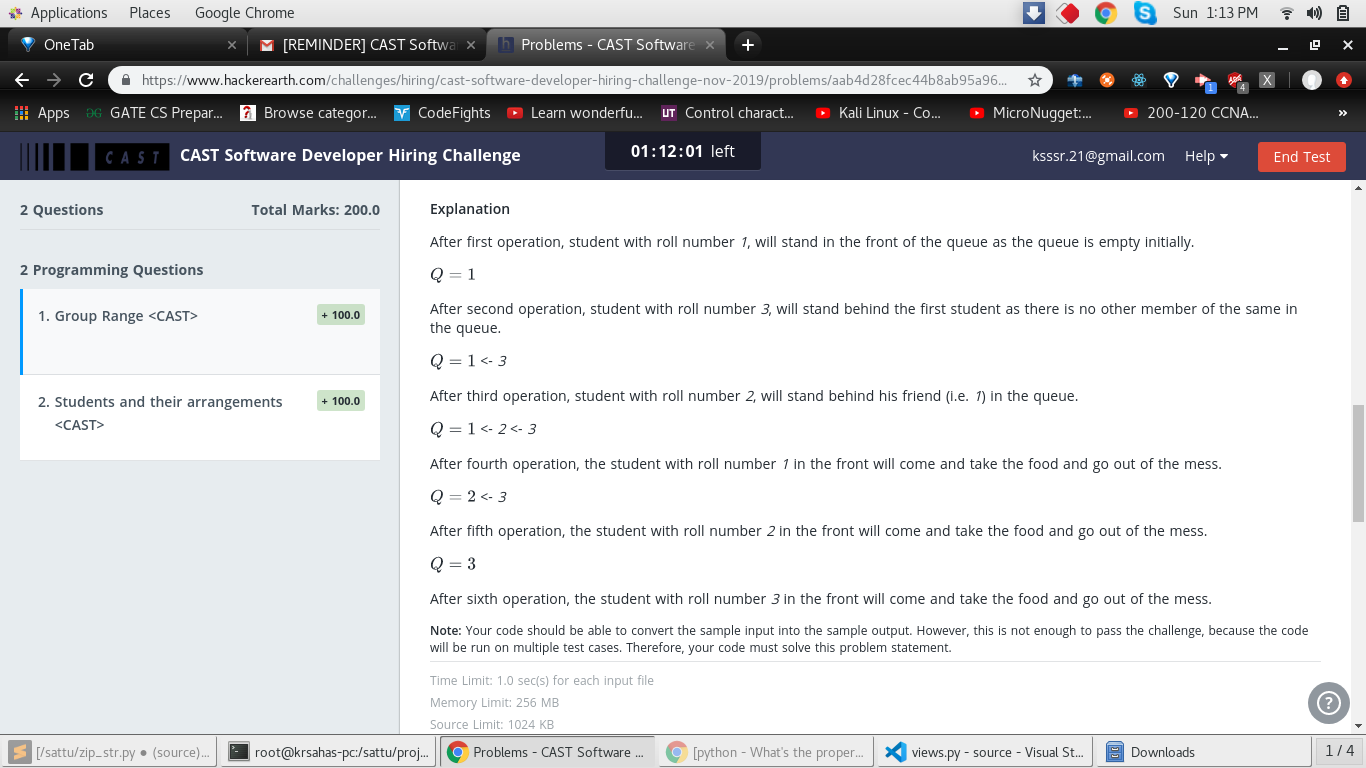 Applications Places Google Chrome Sun 1:13 PM
OneTab [REMINDER] CAST Softwa Problems - CAST Software
https://www.hackerearth.com/challenges/hiring/cast-software-developer-hiring-challenge-nov-2019/problems/aab4d28fcec44b8ab95a96...
Apps GATE CS Prepar... Browse categor... CodeFights Learn wonderfu... Control charact... Kali Linux - Co... MicroNugget:... 200-120 CCNA... »
CAST CAST Software Developer Hiring Challenge 01:12:01 left ksssr.21@gmail.com Help End Test
2 Questions Total Marks: 200.0
2 Programming Questions
1. Group Range <CAST> + 100.0
2. Students and their arrangements + 100.0
<CAST>
Explanation
After first operation, student with roll number 1, will stand in the front of the queue as the queue is empty initially.
Q = 1
After second operation, student with roll number 3, will stand behind the first student as there is no other member of the same in
the queue.
Q = 1 <- 3
After third operation, student with roll number 2, will stand behind his friend (i.e. 1) in the queue.
Q = 1 <- 2 <- 3
After fourth operation, the student with roll number 1 in the front will come and take the food and go out of the mess.
Q = 2 <- 3
After fifth operation, the student with roll number 2 in the front will come and take the food and go out of the mess.
Q = 3
After sixth operation, the student with roll number 3 in the front will come and take the food and go out of the mess.
Note: Your code should be able to convert the sample input into the sample output. However, this is not enough to pass the challenge, because the code
will be run on multiple test cases. Therefore, your code must solve this problem statement.
Time Limit: 1.0 sec(s) for each input file
Memory Limit: 256 MB
Source Limit: 1024 KB
[/sattu/zip_str.py • (source)... root@krsahas-pc:/sattu/proj... Problems - CAST Software ... [python - What's the proper... views.py - source - Visual St... Downloads 1 / 4